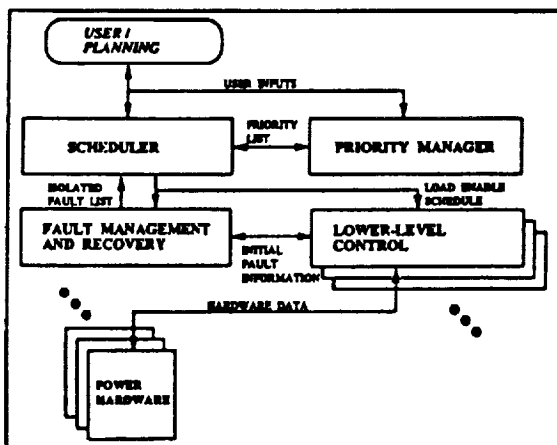 USER /
PLANNING
USER INPUTS
SCHEDULER
PRIORITY
LIST
PRIORITY MANAGER
ISOLATED
FAULT LIST
LOAD ENABLE
SCHEDULE
FAULT MANAGEMENT
AND RECOVERY
INITIAL
FAULT
INFORMATION
LOWER-LEVEL
CONTROL
HARDWARE DATA
POWER
HARDWARE